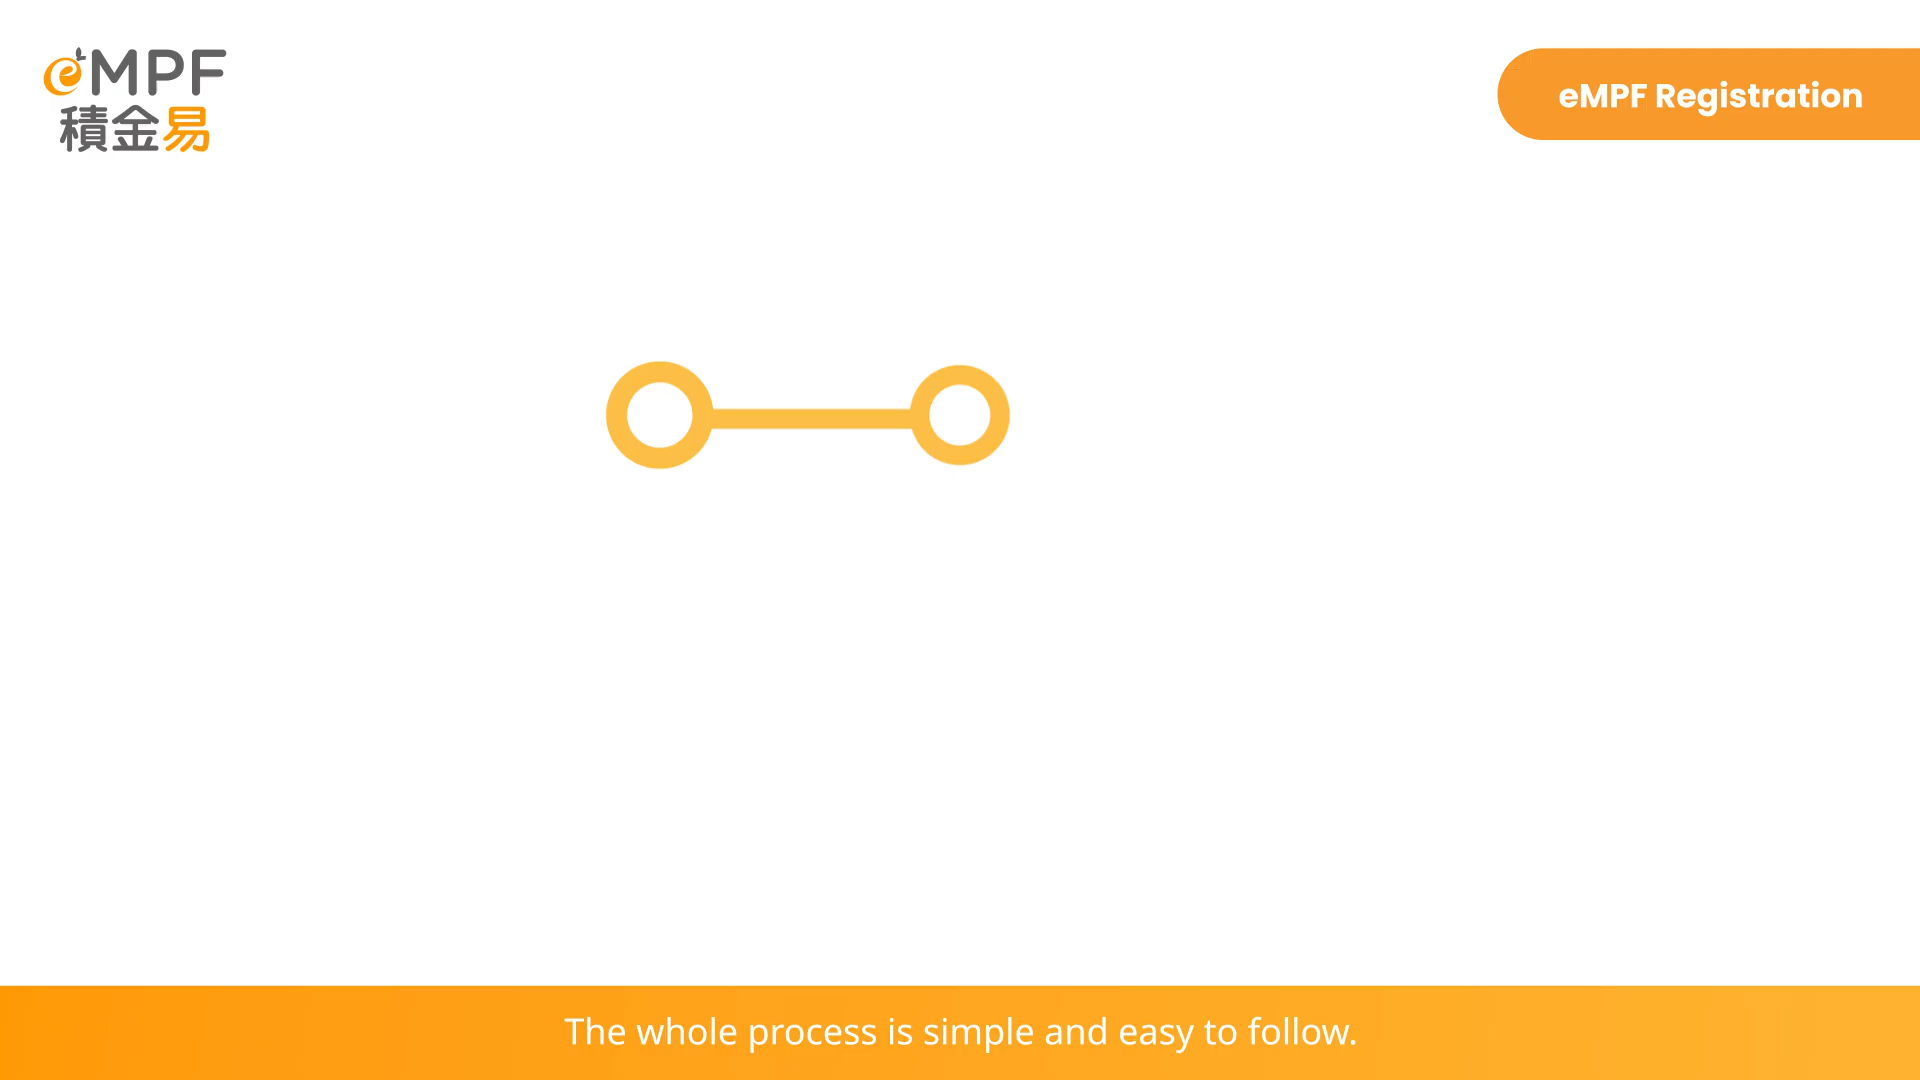 eMPF
積金易
eMPF Registration
The whole process is simple and easy to follow.